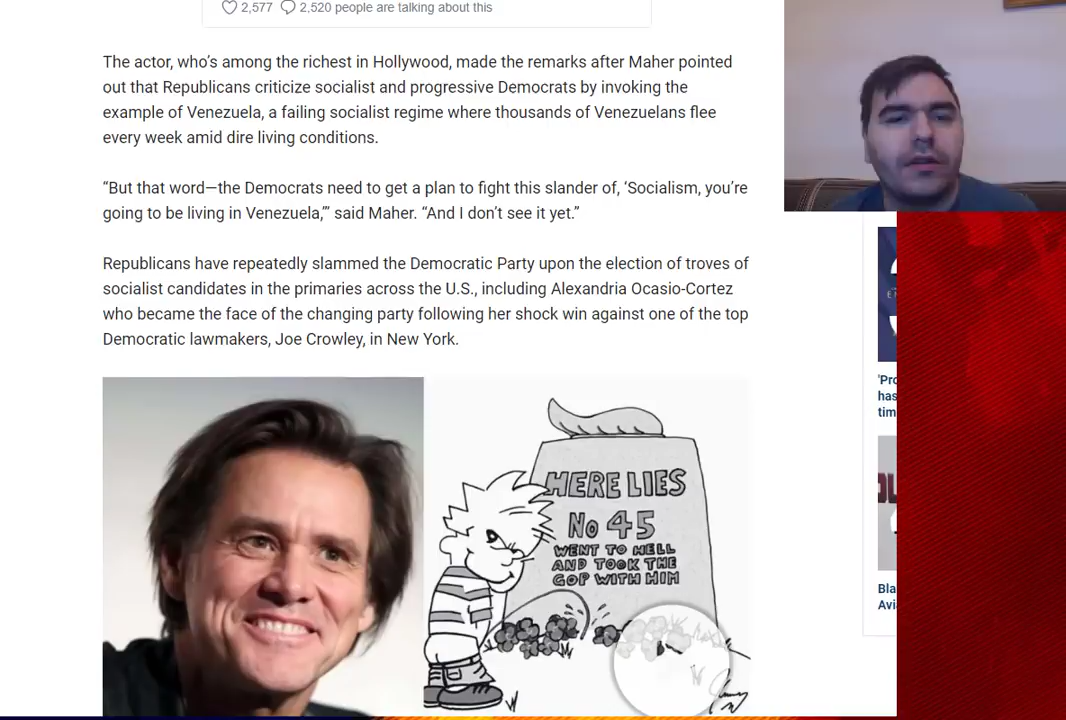 2,577 2,520 people are talking about this
The actor, who's among the richest in Hollywood, made the remarks after Maher pointed
out that Republicans criticize socialist and progressive Democrats by invoking the
example of Venezuela, a failing socialist regime where thousands of Venezuelans flee
every week amid dire living conditions.
“But that word—the Democrats need to get a plan to fight this slander of, ‘Socialism, you’re
going to be living in Venezuela,’” said Maher. “And I don’t see it yet.”
Republicans have repeatedly slammed the Democratic Party upon the election of troves of
socialist candidates in the primaries across the U.S., including Alexandria Ocasio-Cortez
who became the face of the changing party following her shock win against one of the top
Democratic lawmakers, Joe Crowley, in New York.
HERE LIES
No 45
WENT TO HELL
AND TOOK THE
GOP WITH HIM
'Pro
has
tim
Bla
Avi